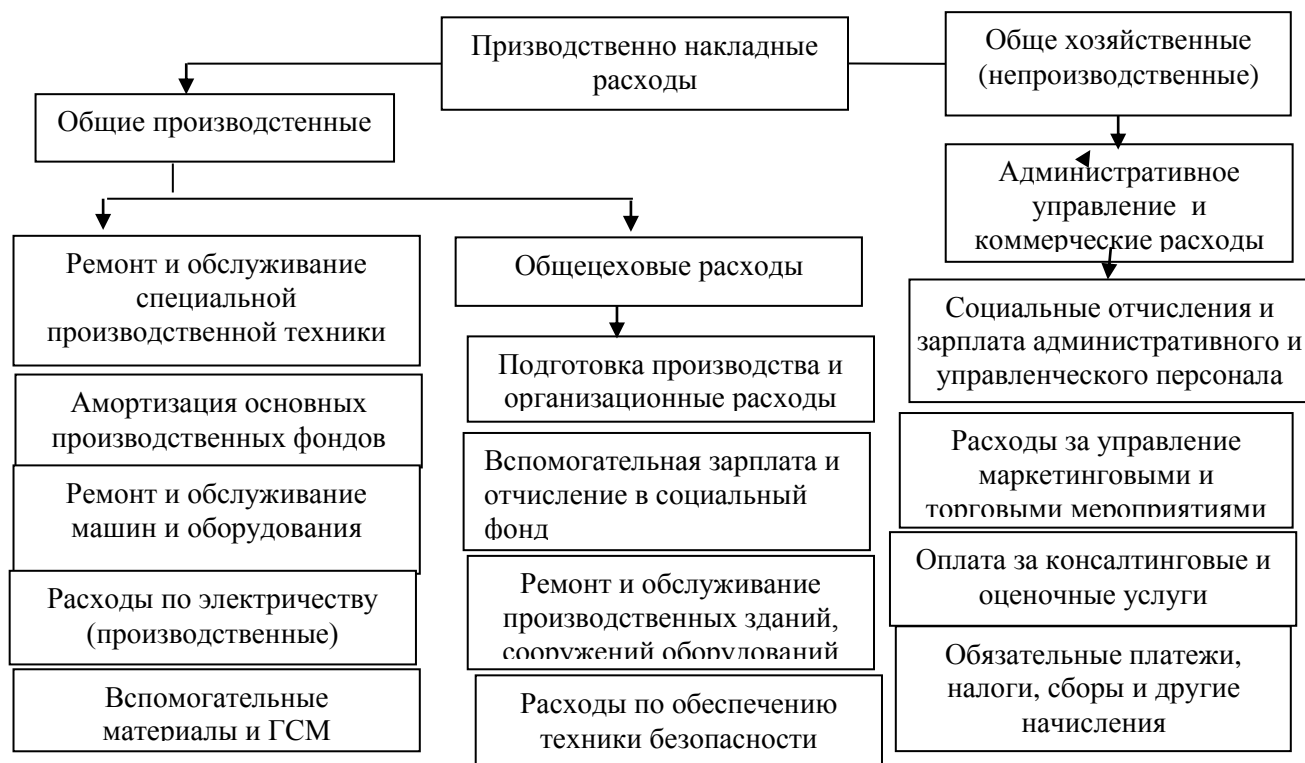 Призводственно накладные
расходы
Обще хозяйственные
(непроизводственные)
Общие производстенные
Административное
управление и
коммерческие расходы
Ремонт и обслуживание
специальной
производственной техники
Амортизация основных
производственных фондов
Ремонт и обслуживание
машин и оборудования
Расходы по электричеству
(производственные)
Вспомогательные
материалы и ГСМ
Общецеховые расходы
Подготовка производства и
организационные расходы
Вспомогательная зарплата и
отчисление в социальный
фонд
Ремонт и обслуживание
производственных зданий,
сооружений оборудований
Расходы по обеспечению
техники безопасности
Социальные отчисления и
зарплата административного и
управленческого персонала
Расходы за управление
маркетинговыми и
торговыми мероприятиями
Оплата за консалтинговые и
оценочные услуги
Обязательные платежи,
налоги, сборы и другие
начисления